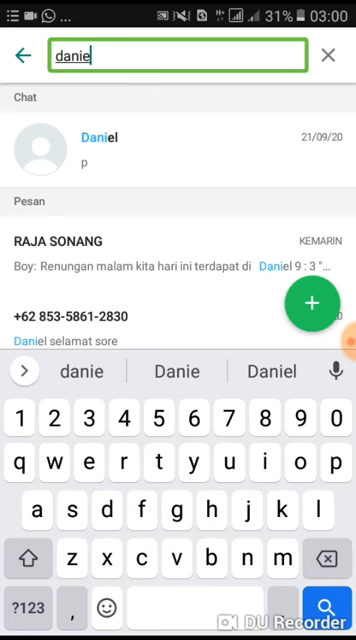 ... H+ 31% 03:00
danie
Chat
Daniel 21/09/20
p
Pesan
RAJA SONANG KEMARIN
Boy: Renungan malam kita hari ini terdapat di Daniel 9 : 3 "...
+62 853-5861-2830
Daniel selamat sore
danie Danie Daniel
1 2 3 4 5 6 7 8 9 0
q w e r t y u i o p
a s d f g h j k l
z x c v b n m
?123 ,
DU Recorder